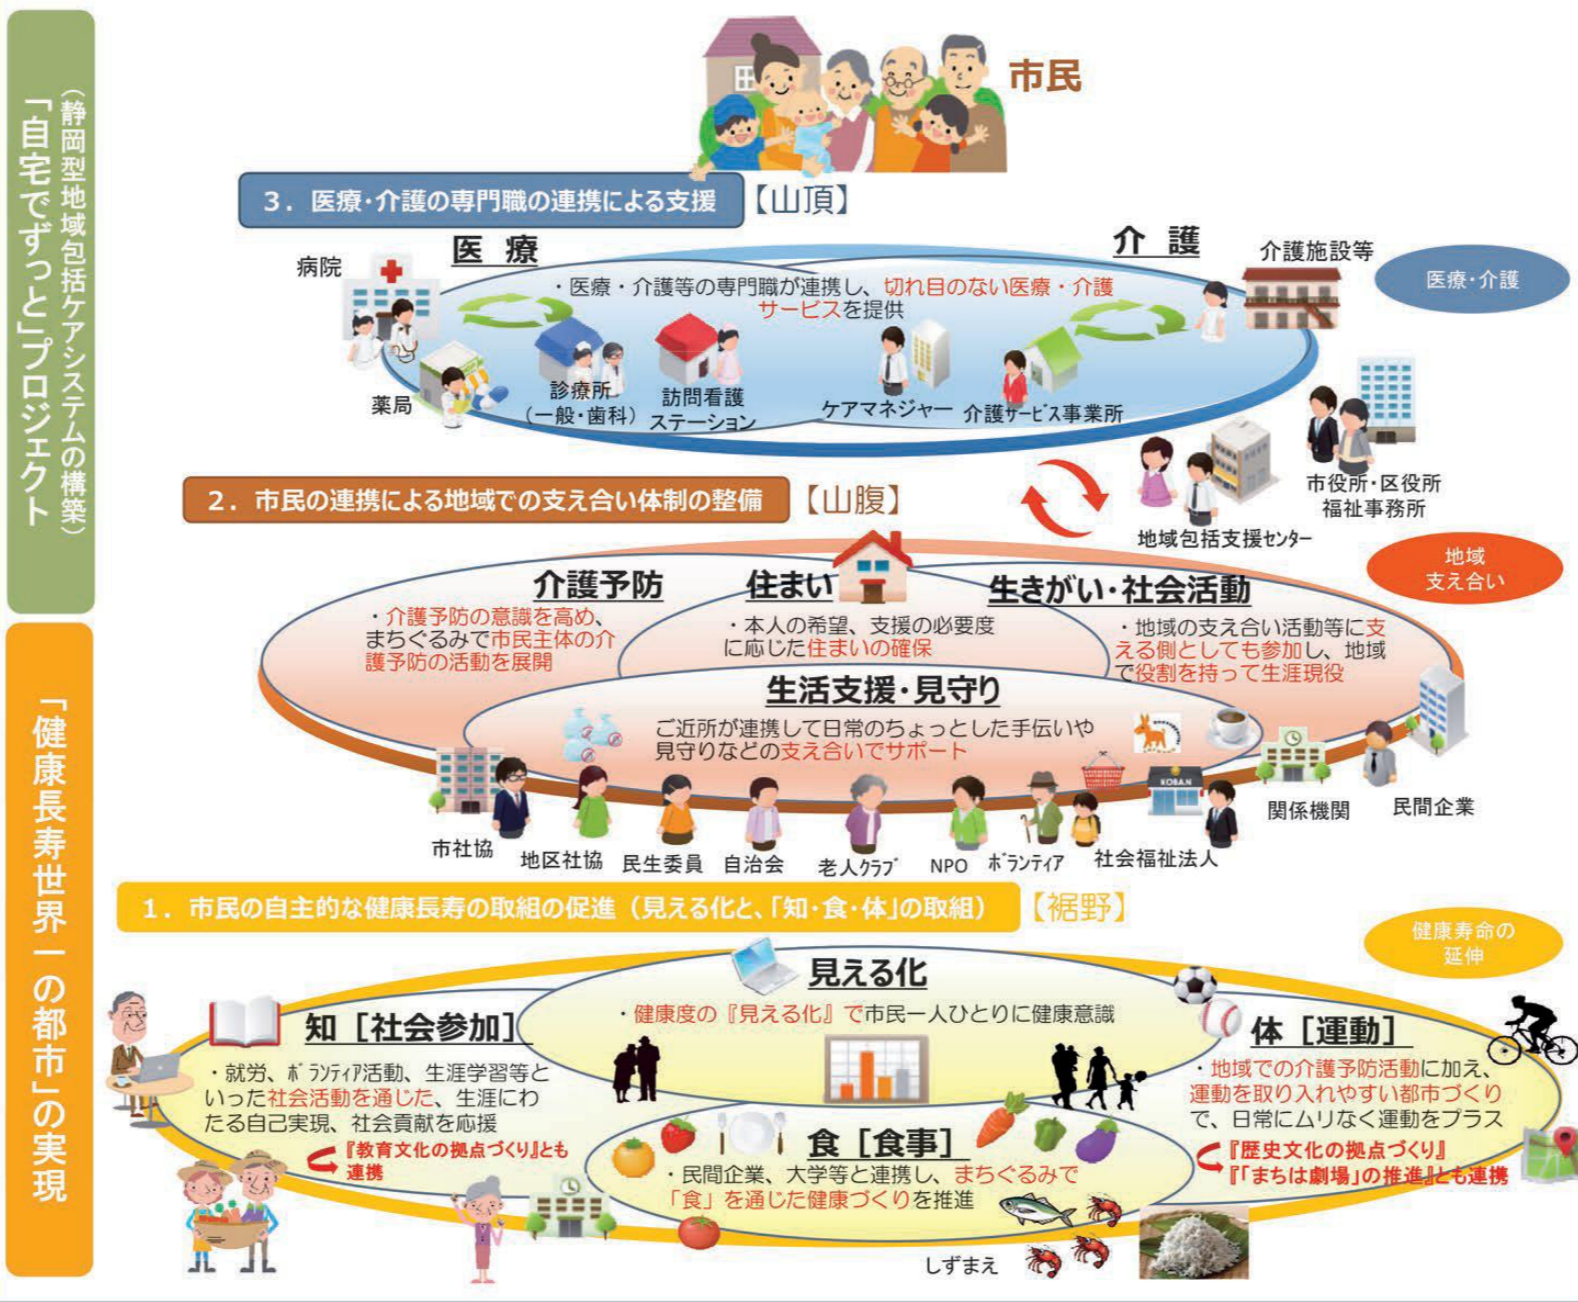 市民
（静岡型地域包括ケアシステムの構築）
「自宅でずっと」プロジェクト
「健康長寿世界一の都市」の実現
3．医療・介護の専門職の連携による支援
【山頂】
医 療
介 護
病院
介護施設等
医療・介護
・医療・介護等の専門職が連携し、切れ目のない医療・介護
サービスを提供
薬局
診療所
（一般・歯科）
訪問看護
ステーション
ケアマネジャー
介護サービス事業所
市役所・区役所
福祉事務所
地域包括支援センター
2．市民の連携による地域での支え合い体制の整備
【山腹】
地域
支え合い
介護予防
・介護予防の意識を高め、
まちぐるみで市民主体の介
護予防の活動を展開
住まい
・本人の希望、支援の必要度
に応じた住まいの確保
生きがい・社会活動
・地域の支え合い活動等に支
える側としても参加し、地域
で役割を持って生涯現役
生活支援・見守り
ご近所が連携して日常のちょっとした手伝いや
見守りなどの支え合いでサポート
KOBAN
市社協
地区社協
民生委員
自治会
老人クラブ
NPO
ボランティア
社会福祉法人
関係機関
民間企業
1．市民の自主的な健康長寿の取組の促進（見える化と、「知・食・体」の取組）
【裾野】
健康寿命の
延伸
見える化
・健康度の『見える化』で市民一人ひとりに健康意識
知［社会参加］
・就労、ボランティア活動、生涯学習等と
いった社会活動を通じた、生涯にわ
たる自己実現、社会貢献を応援
『教育文化の拠点づくり』とも
連携
体［運動］
・地域での介護予防活動に加え、
運動を取り入れやすい都市づくり
で、日常にムリなく運動をプラス
『歴史文化の拠点づくり』
『「まちは劇場」の推進』とも連携
食［食事］
・民間企業、大学等と連携し、まちぐるみで
「食」を通じた健康づくりを推進
しずまえ